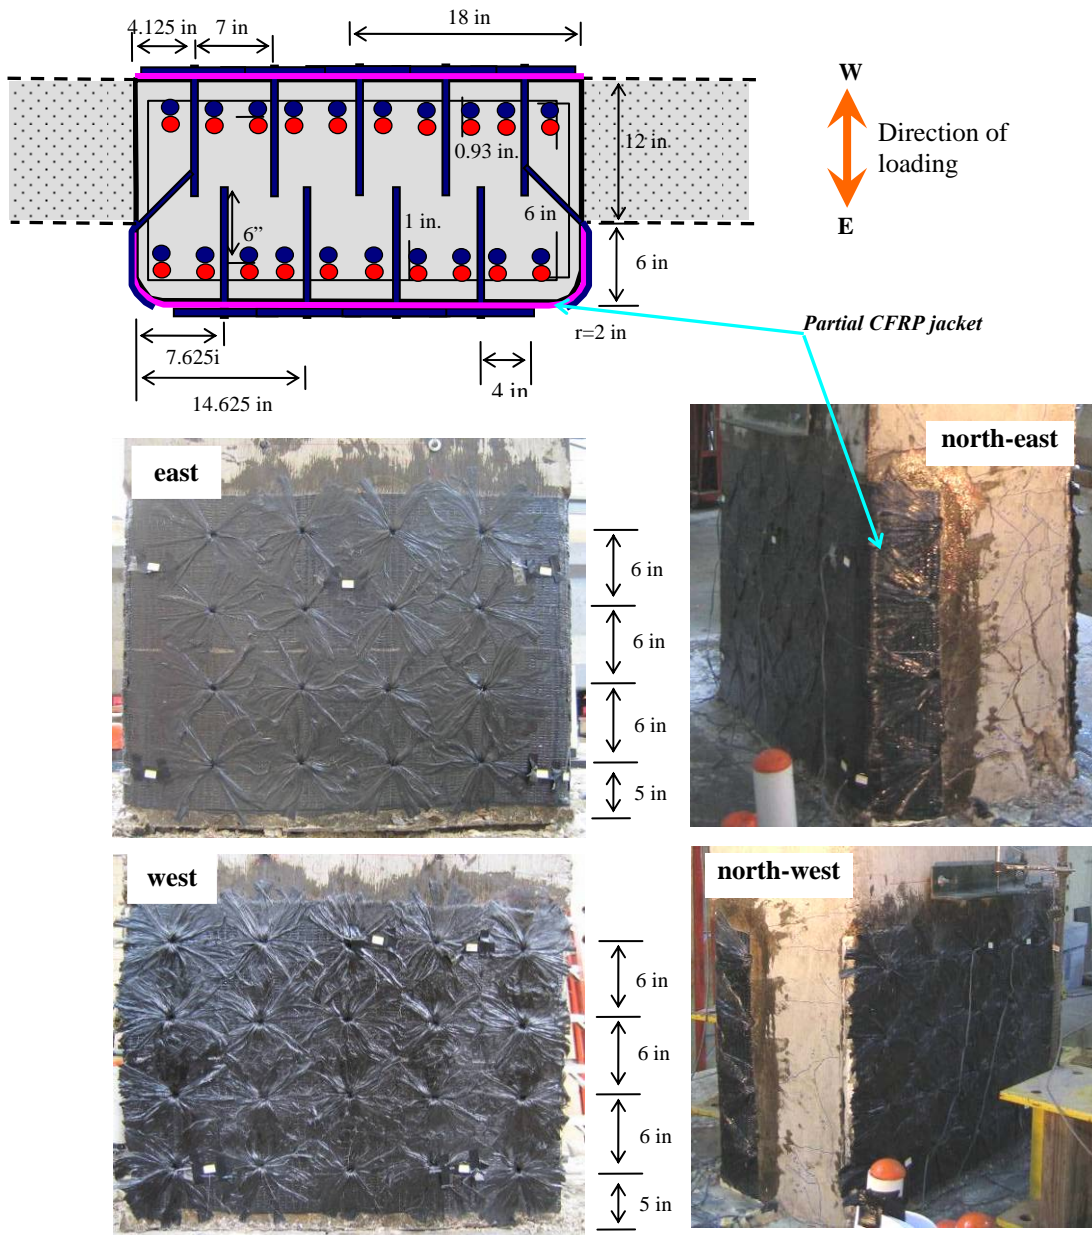 4.125 in
7 in
18 in
W
Direction of
loading
E
12 in
0.93 in.
6 in
1 in.
6”
6 in
r=2 in
Partial CFRP jacket
7.625i
4 in
14.625 in
east
north-east
6 in
6 in
6 in
5 in
west
north-west
6 in
6 in
6 in
5 in